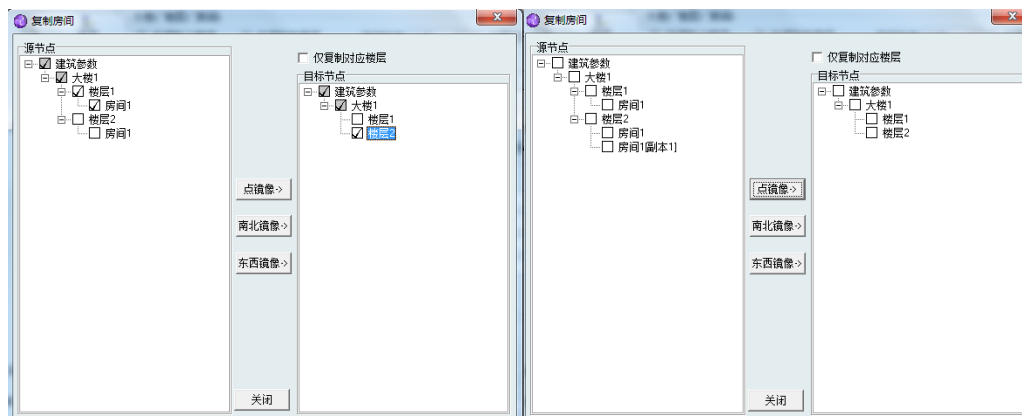 复制房间
源节点
建筑参数
大楼1
楼层1
房间1
楼层2
房间1
仅复制对应楼层
目标节点
建筑参数
大楼1
楼层1
楼层2
点镜像->
南北镜像->
东西镜像->
关闭
复制房间
源节点
建筑参数
大楼1
楼层1
房间1
楼层2
房间1
房间1[副本1]
仅复制对应楼层
目标节点
建筑参数
大楼1
楼层1
楼层2
点镜像->
南北镜像->
东西镜像->
关闭